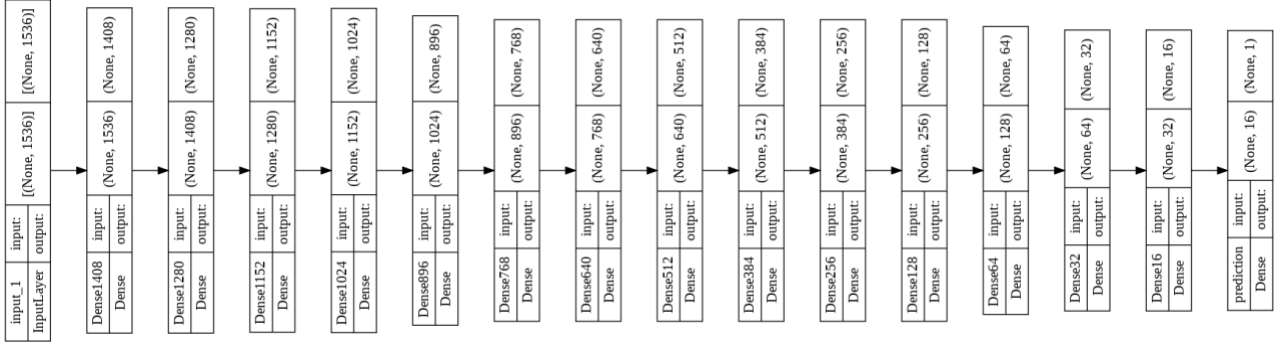 input_1
InputLayer
input:
output:
[(None, 1536)]
[(None, 1536)]
Dense1408
Dense
input:
output:
(None, 1536)
(None, 1408)
Dense1280
Dense
input:
output:
(None, 1408)
(None, 1280)
Dense1152
Dense
input:
output:
(None, 1280)
(None, 1152)
Dense1024
Dense
input:
output:
(None, 1152)
(None, 1024)
Dense896
Dense
input:
output:
(None, 1024)
(None, 896)
Dense768
Dense
input:
output:
(None, 896)
(None, 768)
Dense640
Dense
input:
output:
(None, 768)
(None, 640)
Dense512
Dense
input:
output:
(None, 640)
(None, 512)
Dense384
Dense
input:
output:
(None, 512)
(None, 384)
Dense256
Dense
input:
output:
(None, 384)
(None, 256)
Dense128
Dense
input:
output:
(None, 256)
(None, 128)
Dense64
Dense
input:
output:
(None, 128)
(None, 64)
Dense32
Dense
input:
output:
(None, 64)
(None, 32)
Dense16
Dense
input:
output:
(None, 32)
(None, 16)
prediction
Dense
input:
output:
(None, 16)
(None, 1)